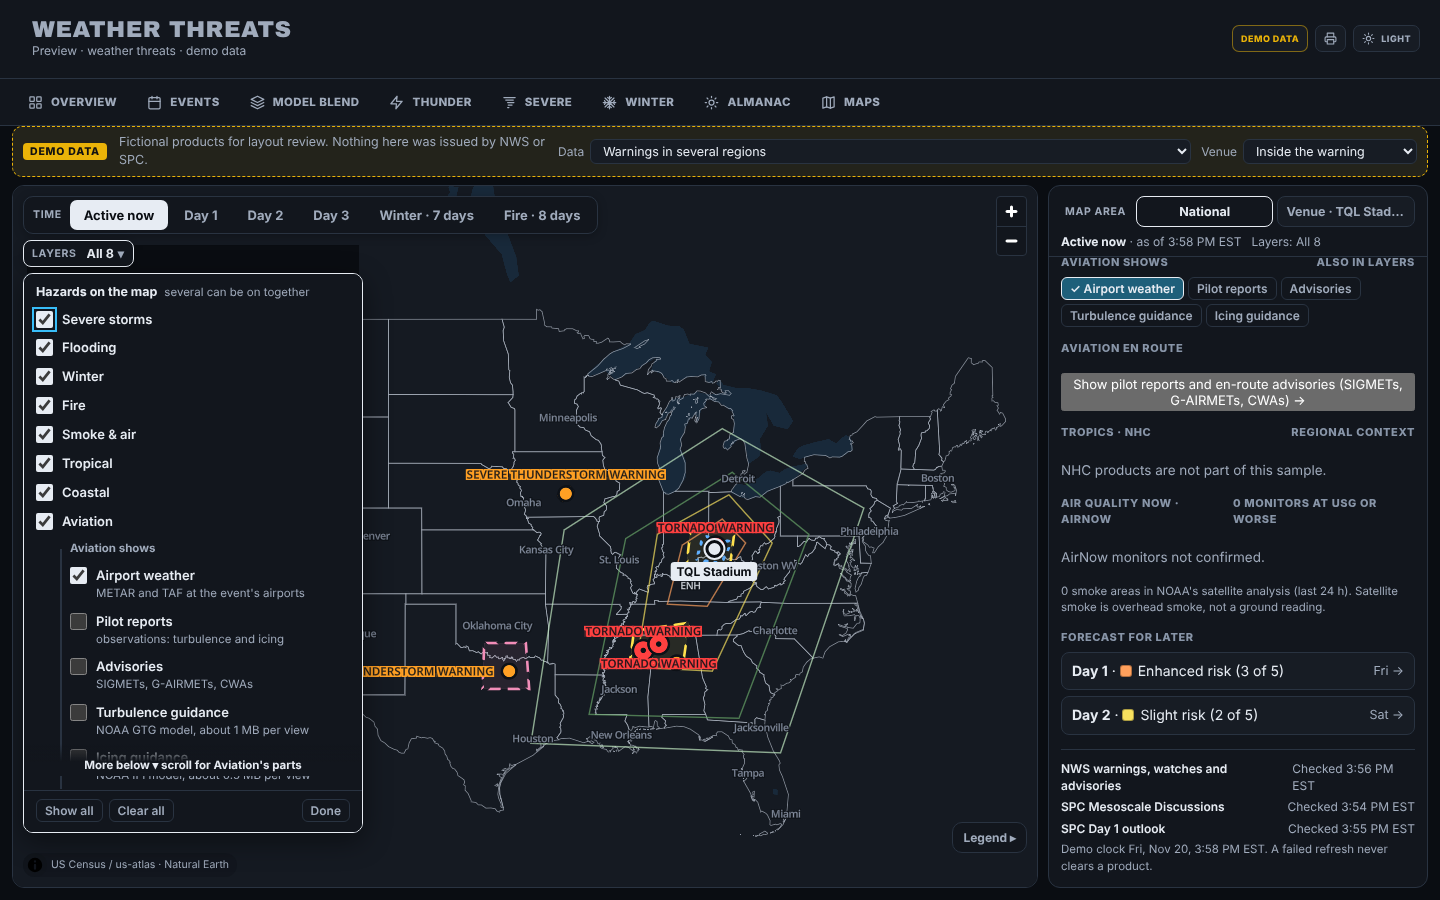 WEATHER THREATS
Preview · weather threats · demo data
DEMO DATA
LIGHT
OVERVIEW
EVENTS
MODEL BLEND
THUNDER
SEVERE
WINTER
ALMANAC
MAPS
DEMO DATA
Fictional products for layout review. Nothing here was issued by NWS or
SPC.
Data
Warnings in several regions
Venue
Inside the warning
TIME
Active now
Day 1
Day 2
Day 3
Winter · 7 days
Fire · 8 days
LAYERS All 8 ▾
Hazards on the map several can be on together
Severe storms
Flooding
Winter
Fire
Smoke & air
Tropical
Coastal
Aviation
Aviation shows
Airport weather
METAR and TAF at the event's airports
Pilot reports
observations: turbulence and icing
Advisories
SIGMETs, G-AIRMETs, CWAs
Turbulence guidance
NOAA GTG model, about 1 MB per view
Icing guidance
More below ▾ scroll for Aviation's parts
Show all
Clear all
Done
US Census / us-atlas · Natural Earth
+
−
Minneapolis
SEVERE THUNDERSTORM WARNING
Omaha
Detroit
Boston
enver
Kansas City
St. Louis
TORNADO WARNING
Philadelphia
TQL Stadium
ston WV
ENH
Oklahoma City
que
TORNADO WARNING
Charlotte
NDERSTORM WARNING
TORNADO WARNING
Jackson
Houston
New Orleans
Jacksonville
Tampa
Miami
Legend ▸
MAP AREA
National
Venue · TQL Stad...
Active now · as of 3:58 PM EST Layers: All 8
AVIATION SHOWS
ALSO IN LAYERS
✓ Airport weather
Pilot reports
Advisories
Turbulence guidance
Icing guidance
AVIATION EN ROUTE
Show pilot reports and en-route advisories (SIGMETs,
G-AIRMETs, CWAs) →
TROPICS · NHC
REGIONAL CONTEXT
NHC products are not part of this sample.
AIR QUALITY NOW ·
AIRNOW
0 MONITORS AT USG OR
WORSE
AirNow monitors not confirmed.
0 smoke areas in NOAA's satellite analysis (last 24 h). Satellite
smoke is overhead smoke, not a ground reading.
FORECAST FOR LATER
Day 1 · Enhanced risk (3 of 5)
Fri →
Day 2 · Slight risk (2 of 5)
Sat →
NWS warnings, watches and
advisories
Checked 3:56 PM
EST
SPC Mesoscale Discussions
Checked 3:54 PM EST
SPC Day 1 outlook
Checked 3:55 PM EST
Demo clock Fri, Nov 20, 3:58 PM EST. A failed refresh never
clears a product.